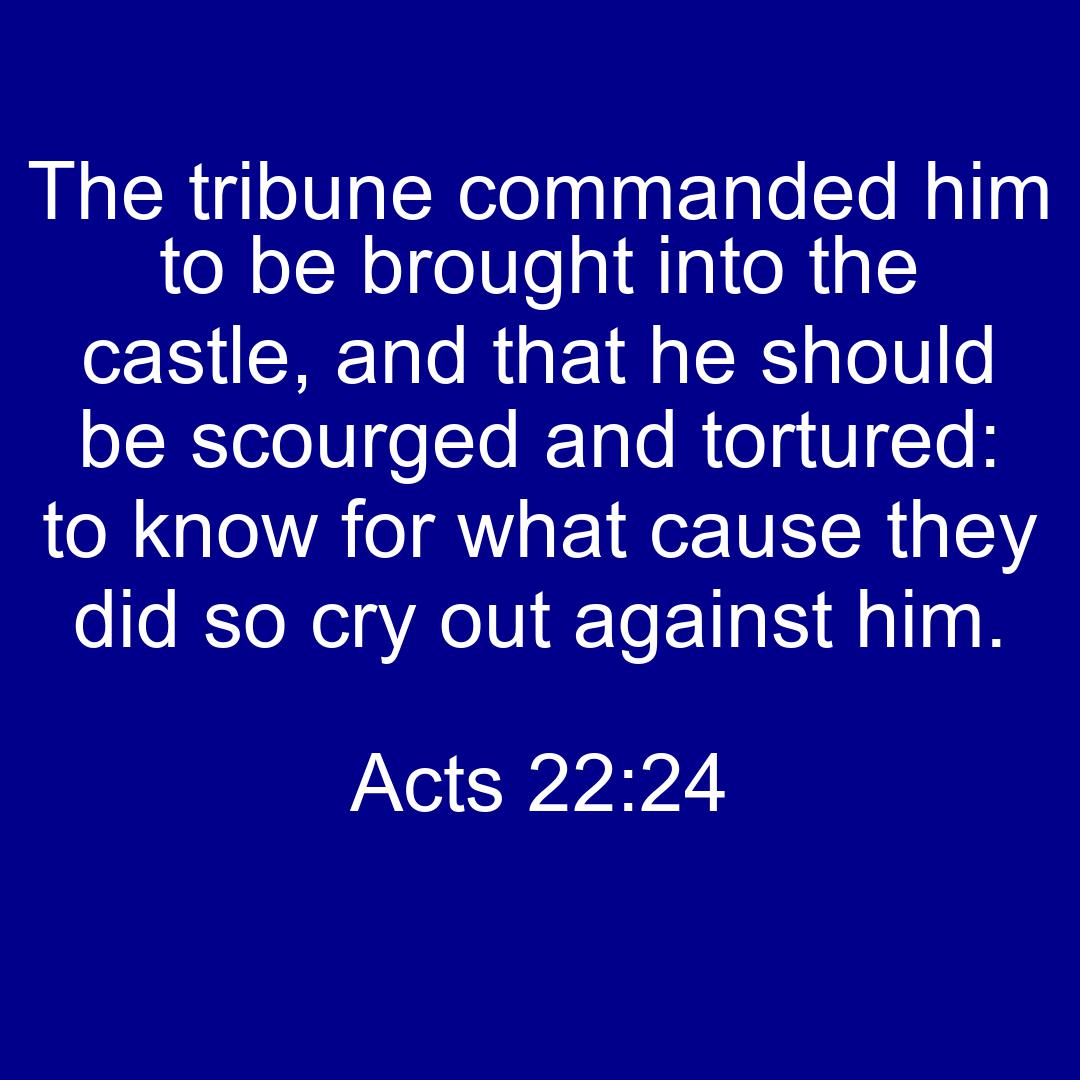 The tribune commanded him
to be brought into the
castle, and that he should
be scourged and tortured:
to know for what cause they
did so cry out against him.
Acts 22:24